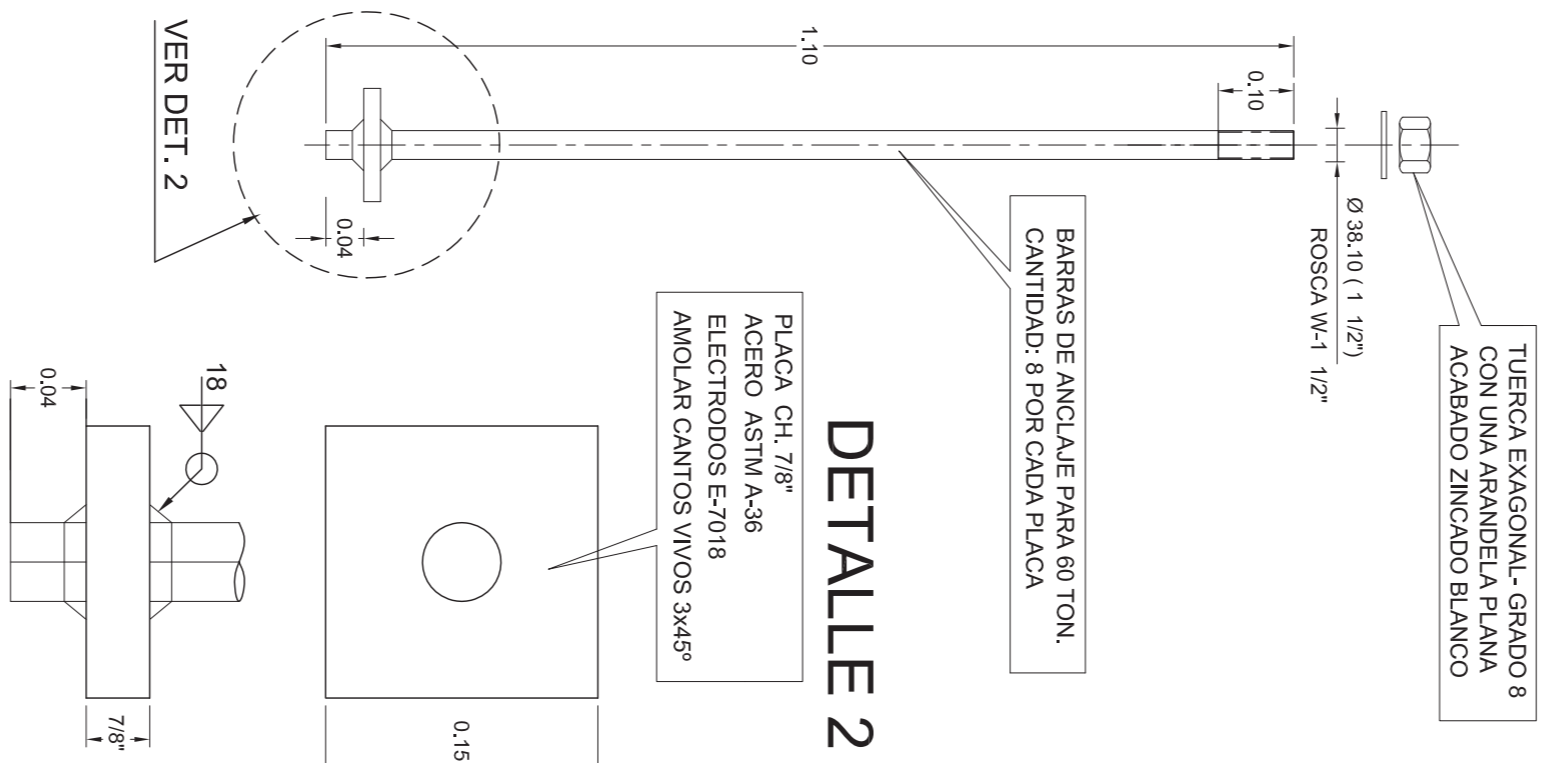 TUERCA EXAGONAL- GRADO 8
CON UNA ARANDELA PLANA
ACABADO ZINCADO BLANCO
Ø 38.10 ( 1 1/2")
ROSCA W-1 1/2"
0.10
1.10
BARRAS DE ANCLAJE PARA 60 TON.
CANTIDAD: 8 POR CADA PLACA
0.04
VER DET. 2
DETALLE 2
PLACA CH. 7/8"
ACERO ASTM A-36
ELECTRODOS E-7018
AMOLAR CANTOS VIVOS 3x45º
0.15
18
0.04
7/8"